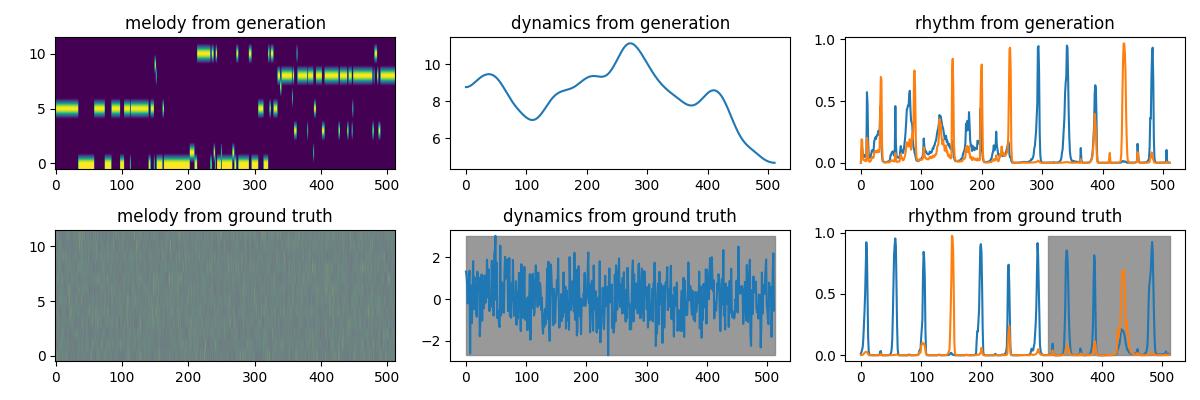 melody from generation
10
5
0
0 100 200 300 400 500
dynamics from generation
10
8
6
0 100 200 300 400 500
rhythm from generation
1.0
0.5
0.0
0 100 200 300 400 500
melody from ground truth
10
5
0
0 100 200 300 400 500
dynamics from ground truth
2
0
−2
0 100 200 300 400 500
rhythm from ground truth
1.0
0.5
0.0
0 100 200 300 400 500